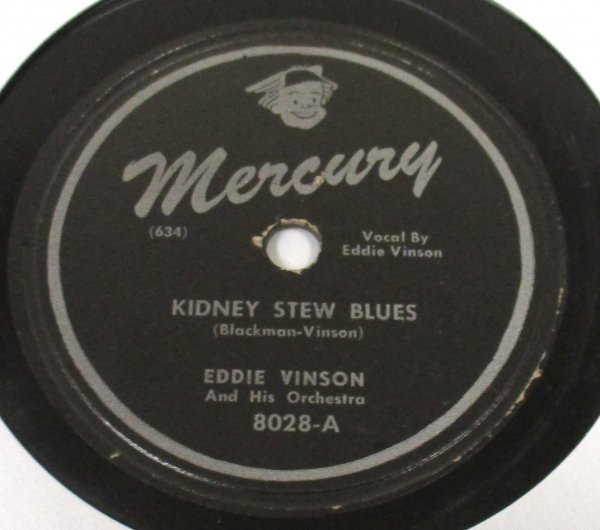 Mercury
(634)
Vocal By
Eddie Vinson
KIDNEY STEW BLUES
(Blackman-Vinson)
EDDIE VINSON
And His Orchestra
8028-A